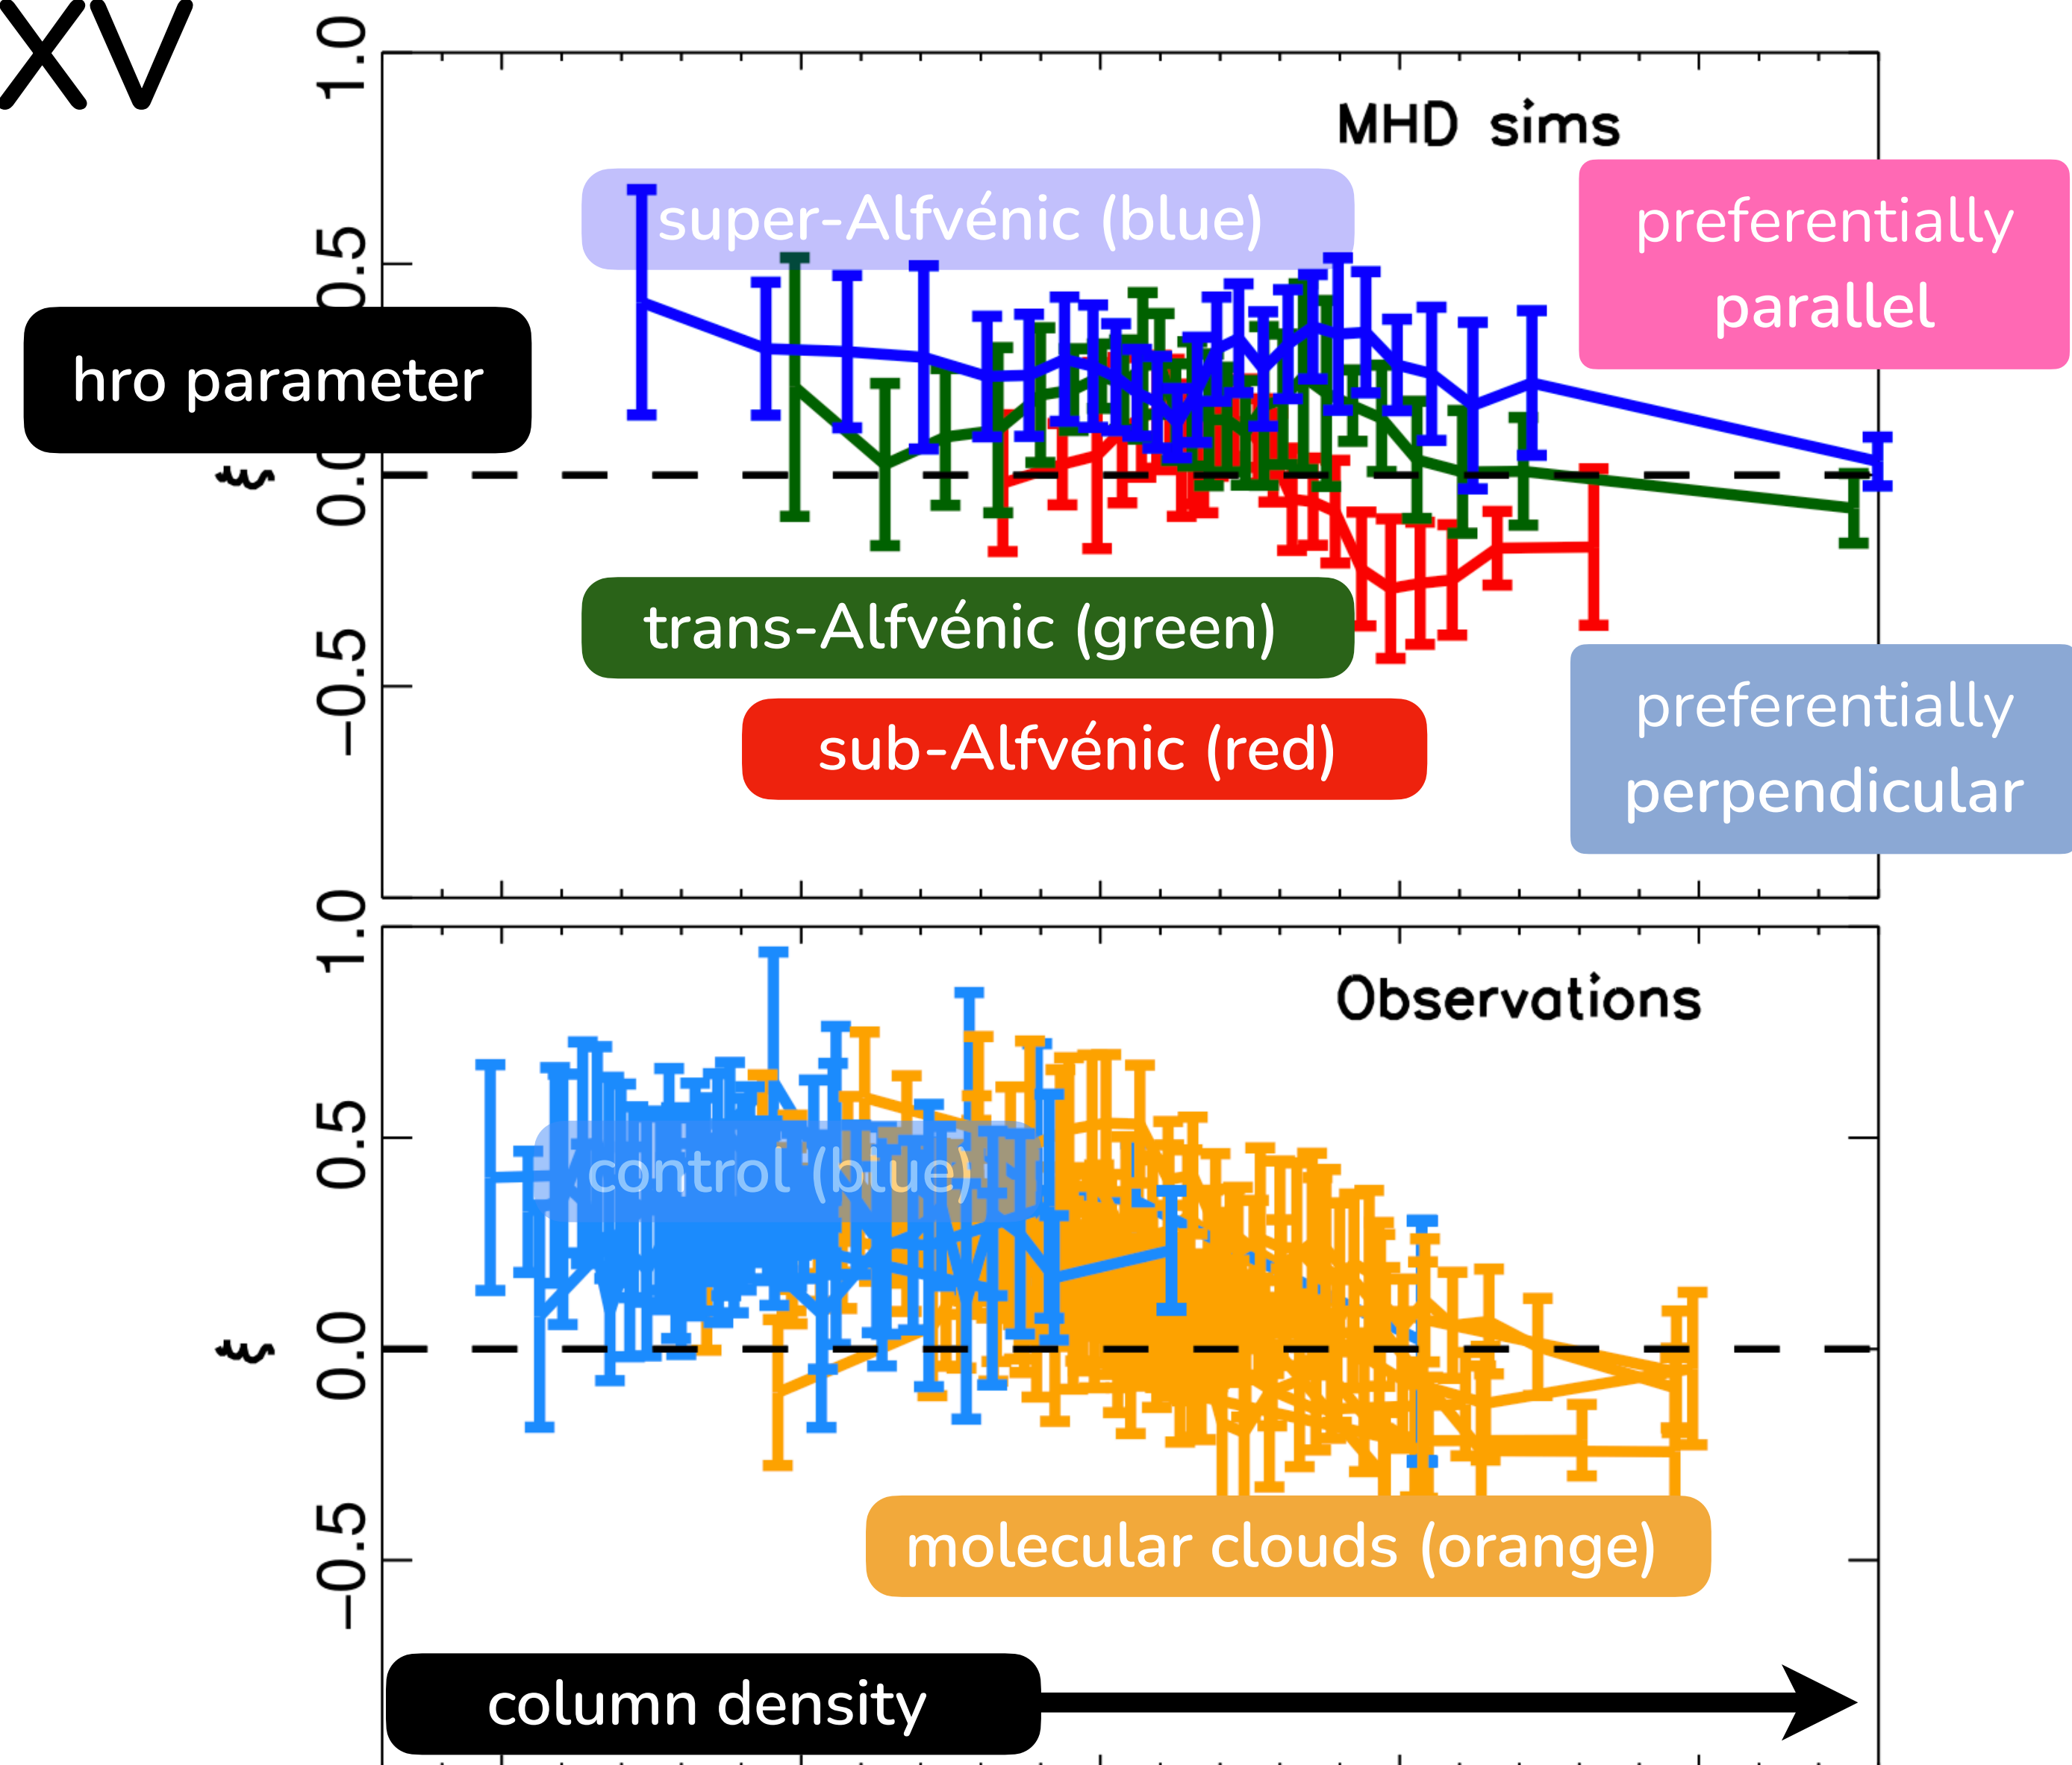 XV
1.0
MHD sims
super-Alfvénic (blue)
preferentially
parallel
0.5
hro parameter
ξ
0.0
trans-Alfvénic (green)
−0.5
sub-Alfvénic (red)
preferentially
perpendicular
1.0
Observations
0.5
control (blue)
ξ
0.0
−0.5
molecular clouds (orange)
column density